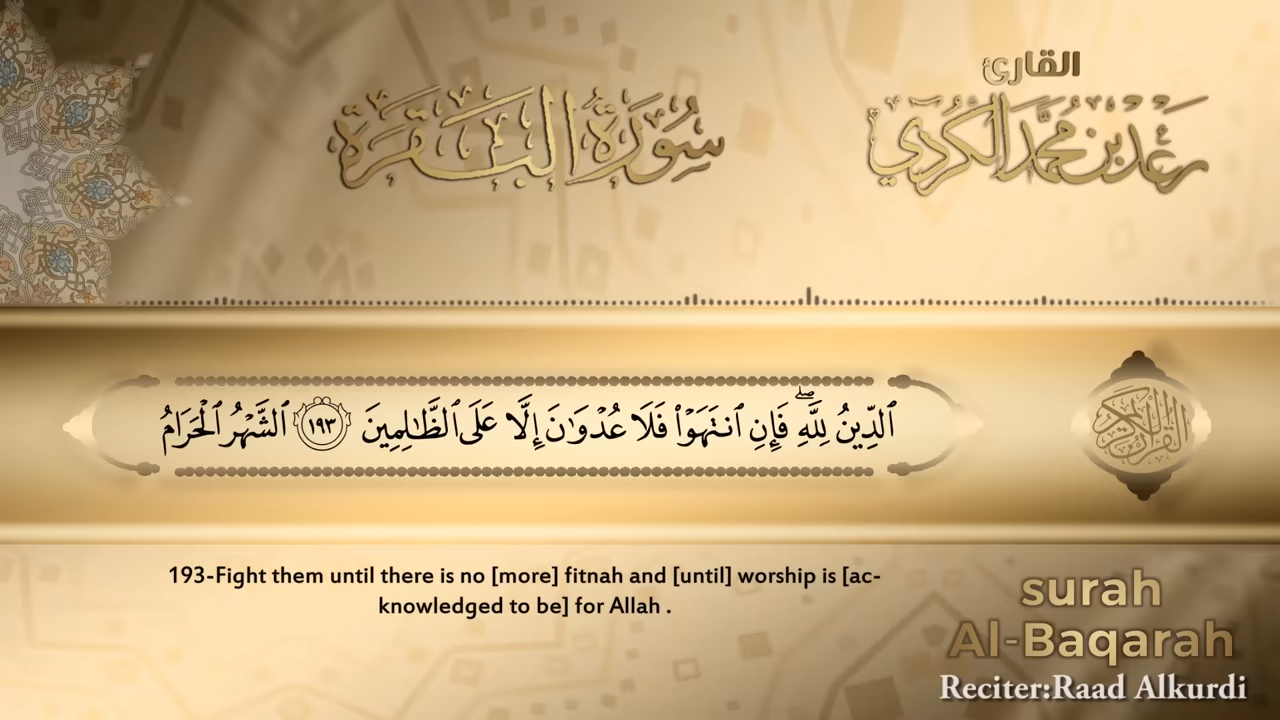 سُورَةُ البَقَرَة
القارئ
رعد بن محمد الكردي
ٱلدِّينُ لِلَّهِۖ فَإِنِ ٱنتَهَوْا۟ فَلَا عُدْوَٰنَ إِلَّا عَلَى ٱلظَّٰلِمِينَ ١٩٣ ٱلشَّهْرُ ٱلْحَرَامُ
القرآن الكريم
193-Fight them until there is no [more] fitnah and [until] worship is [ac-
knowledged to be] for Allah .
surah
Al-Baqarah
Reciter:Raad Alkurdi